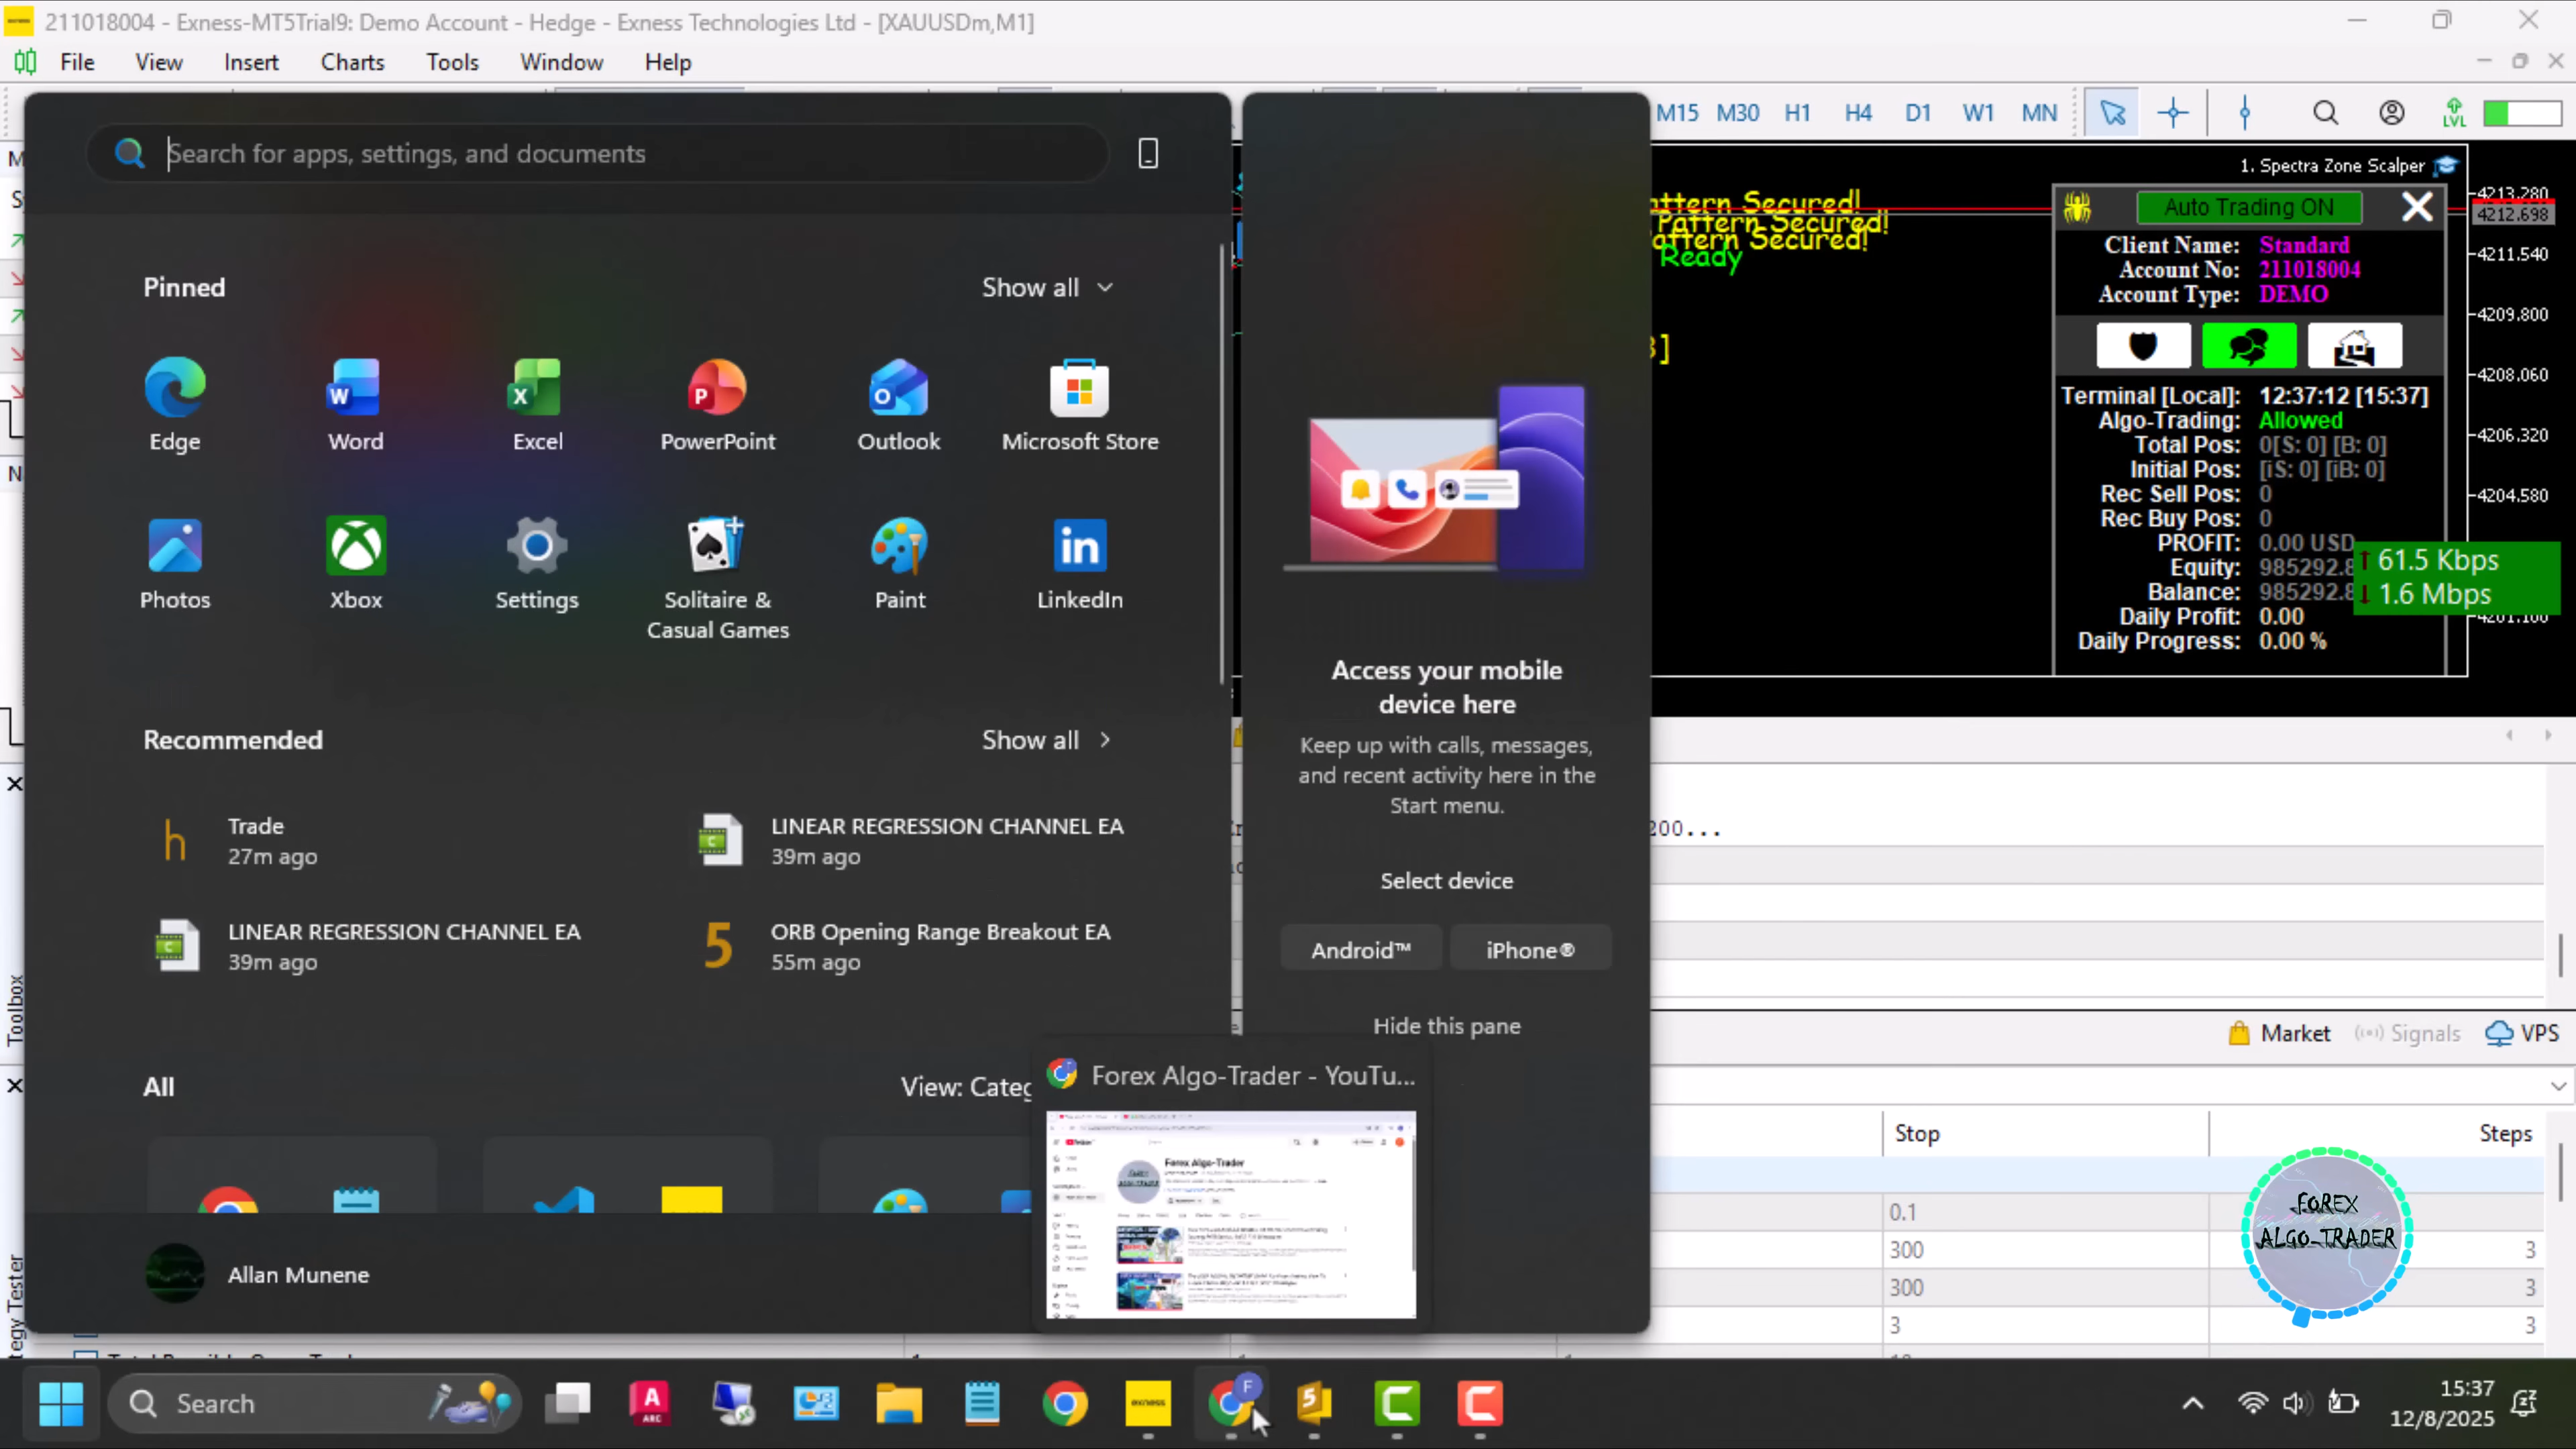 211018004 - Exness-MT5Trial9: Demo Account - Hedge - Exness Technologies Ltd - [XAUUSDm,M1]
File View Insert Charts Tools Window Help
M15 M30 H1 H4 D1 W1 MN
LVL
Search for apps, settings, and documents
Pinned
Show all
Edge
Word
Excel
PowerPoint
Outlook
Microsoft Store
Photos
Xbox
Settings
Solitaire &
Casual Games
Paint
LinkedIn
Recommended
Show all
Trade
27m ago
LINEAR REGRESSION CHANNEL EA
39m ago
LINEAR REGRESSION CHANNEL EA
39m ago
ORB Opening Range Breakout EA
55m ago
All
View:
Allan Munene
Access your mobile
device here
Keep up with calls, messages,
and recent activity here in the
Start menu.
Select device
Android™
iPhone®
Hide this pane
Forex Algo-Trader - YouTu...
Forex Algo-Trader
Pattern Secured!
Ready
1. Spectra Zone Scalper
Auto Trading ON
Client Name: Standard
Account No: 211018004
Account Type: DEMO
Terminal [Local]: 12:37:12 [15:37]
Algo-Trading: Allowed
Total Pos: 0[S: 0] [B: 0]
Initial Pos: [iS: 0] [iB: 0]
Rec Sell Pos: 0
Rec Buy Pos: 0
PROFIT: 0.00 USD
Equity: 985292.8
Balance: 985292.8
Daily Profit: 0.00
Daily Progress: 0.00 %
61.5 Kbps
1.6 Mbps
4213.280
4212.698
4211.540
4209.800
4208.060
4206.320
4204.580
200...
Toolbox
Market
Signals
VPS
Stop
Steps
0.1
300
3
300
3
3
3
FOREX
ALGO-TRADER
Search
15:37
12/8/2025